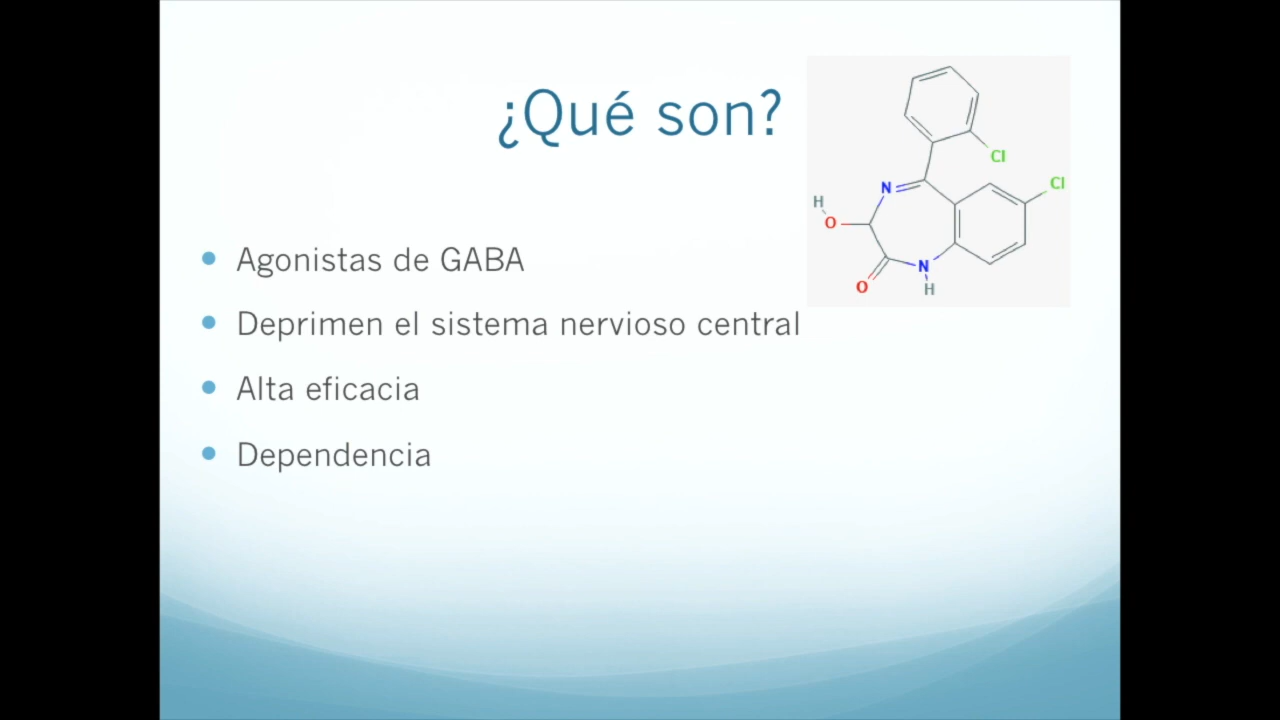 ¿Qué son?
Cl
Cl
N
H
O
N
O
H
Agonistas de GABA
Deprimen el sistema nervioso central
Alta eficacia
Dependencia